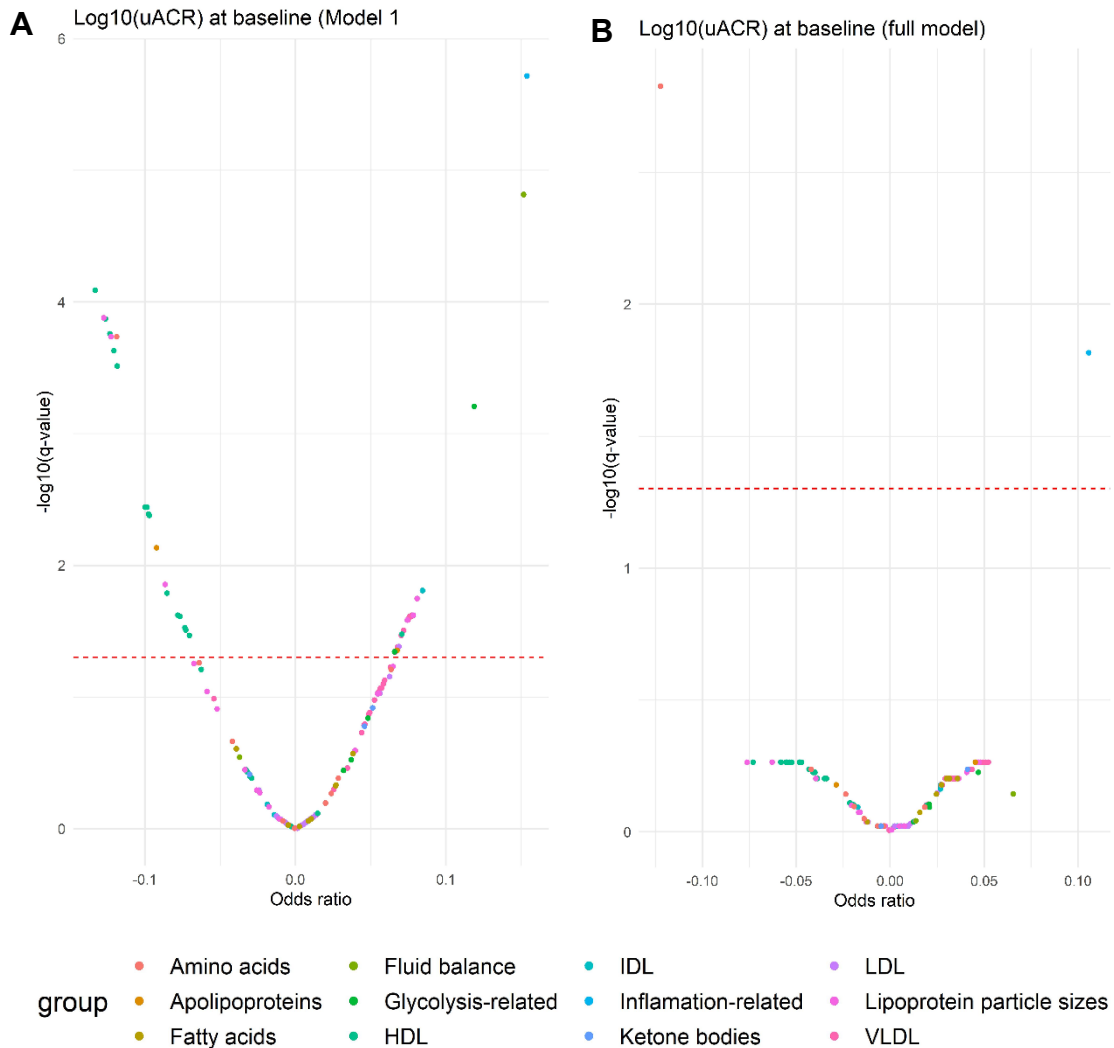 A
Log10(uACR) at baseline (Model 1
6
4
2
0
-log10(q-value)
-0.1
0.0
0.1
Odds ratio
B
Log10(uACR) at baseline (full model)
2
1
0
-log10(q-value)
-0.10
-0.05
0.00
0.05
0.10
Odds ratio
group
Amino acids
Fluid balance
IDL
LDL
Apolipoproteins
Glycolysis-related
Inflamation-related
Lipoprotein particle sizes
Fatty acids
HDL
Ketone bodies
VLDL